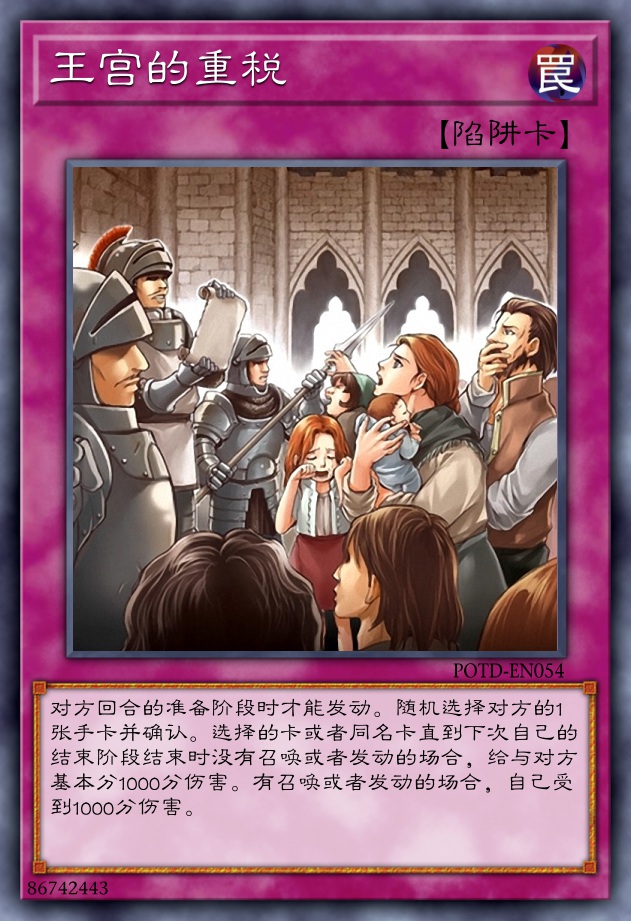 王宫的重税
罠
【陷阱卡】
POTD-EN054
对方回合的准备阶段时才能发动。随机选择对方的1
张手卡并确认。选择的卡或者同名卡直到下次自己的
结束阶段结束时没有召唤或者发动的场合，给与对方
基本分1000分伤害。有召唤或者发动的场合，自己受
到1000分伤害。
86742443